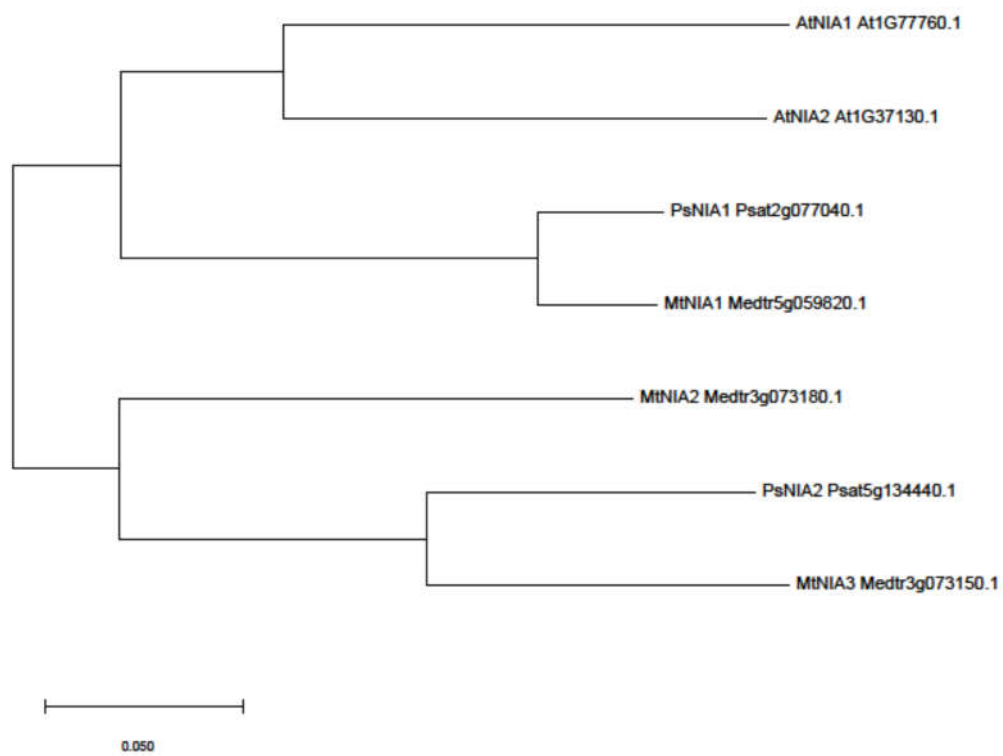 AtNIA1 At1G77760.1
AtNIA2 At1G37130.1
PsNIA1 Psat2g077040.1
MtNIA1 Medtr5g059820.1
MtNIA2 Medtr3g073180.1
PsNIA2 Psat5g134440.1
MtNIA3 Medtr3g073150.1
0.050